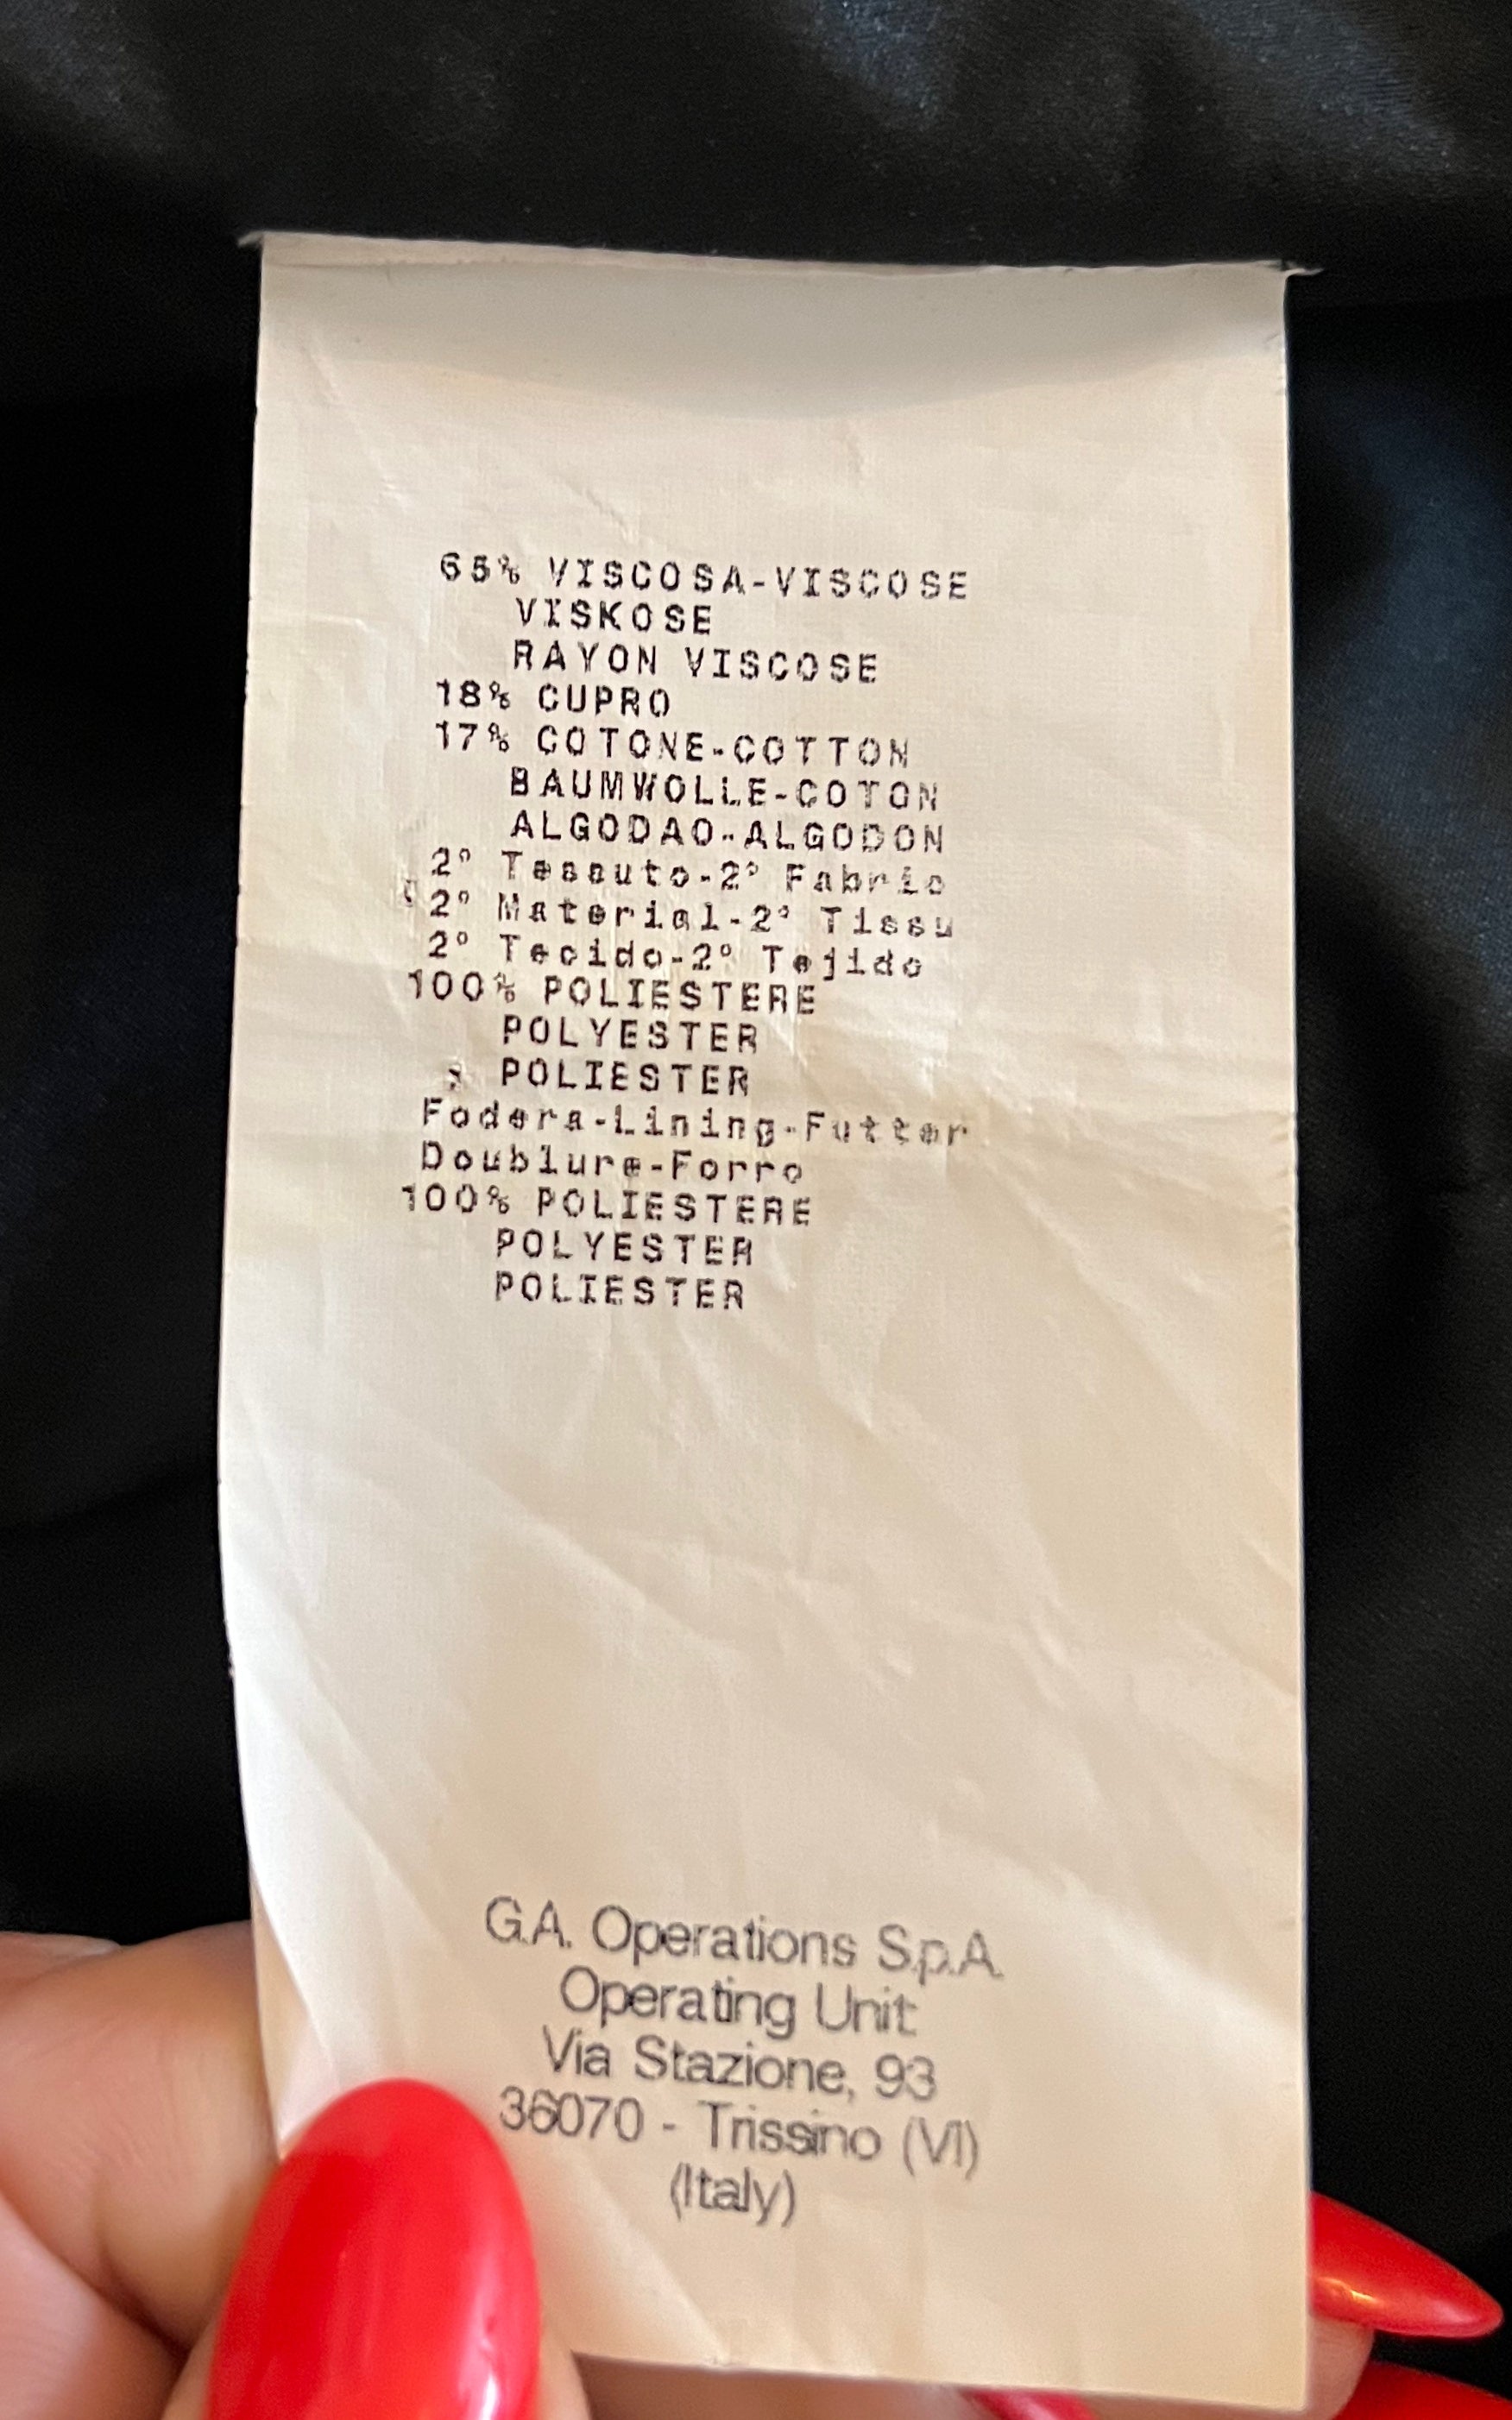 65% VISCOSA-VISCOSE
VISKOSE
RAYON VISCOSE
18% CUPRO
17% COTONE-COTTON
BAUMWOLLE-COTON
ALGODAO-ALGODON
2° Tessuto-2° Fabric
2° Material-2° Tissu
2° Tecido-2° Tejido
100% POLIESTERE
POLYESTER
POLIESTER
Fodera-Lining-Futter
Doublure-Forro
100% POLIESTERE
POLYESTER
POLIESTER
G.A. Operations S.p.A.
Operating Unit
Via Stazione, 93
36070 - Trissino (VI)
(Italy)